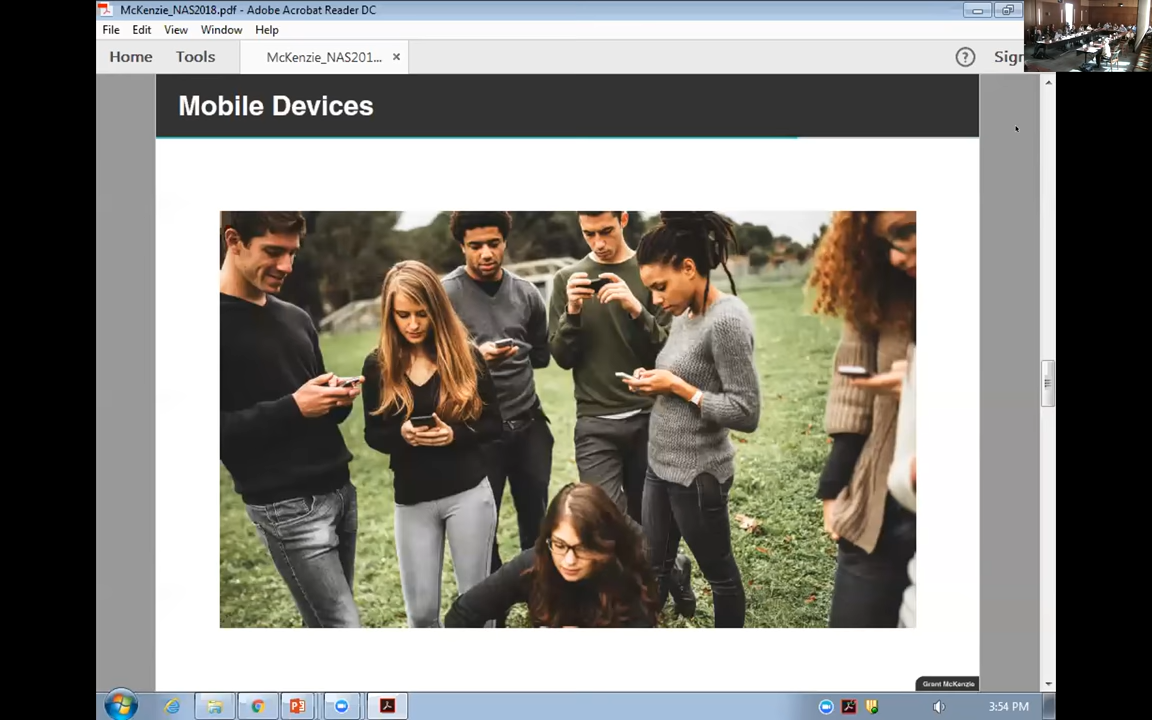 McKenzie_NAS2018.pdf - Adobe Acrobat Reader DC
File Edit View Window Help
Home Tools McKenzie_NAS201... × ? Sign
Mobile Devices
Grant McKenzie
3:54 PM